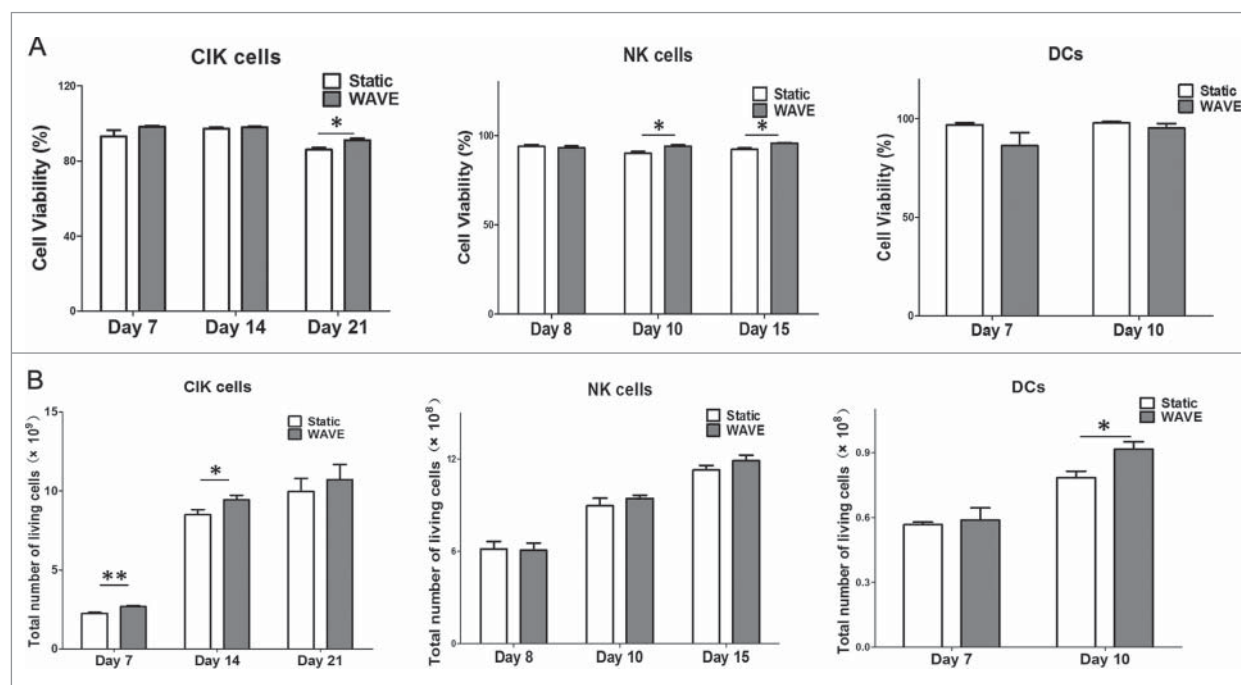 A
CIK cells
Static
WAVE
Cell Viability (%)
120
80
40
0
*
Day 7 Day 14 Day 21
NK cells
Static
WAVE
Cell Viability (%)
100
50
0
* *
Day 8 Day 10 Day 15
DCs
Static
WAVE
Cell Viability (%)
100
50
0
Day 7 Day 10
B
CIK cells
Static
WAVE
Total number of living cells (× 10⁹)
15
10
5
0
** *
Day 7 Day 14 Day 21
NK cells
Static
WAVE
Total number of living cells (× 10⁸)
12
6
0
Day 8 Day 10 Day 15
DCs
Static
WAVE
Total number of living cells (× 10⁸)
0.9
0.6
0.3
0.0
*
Day 7 Day 10